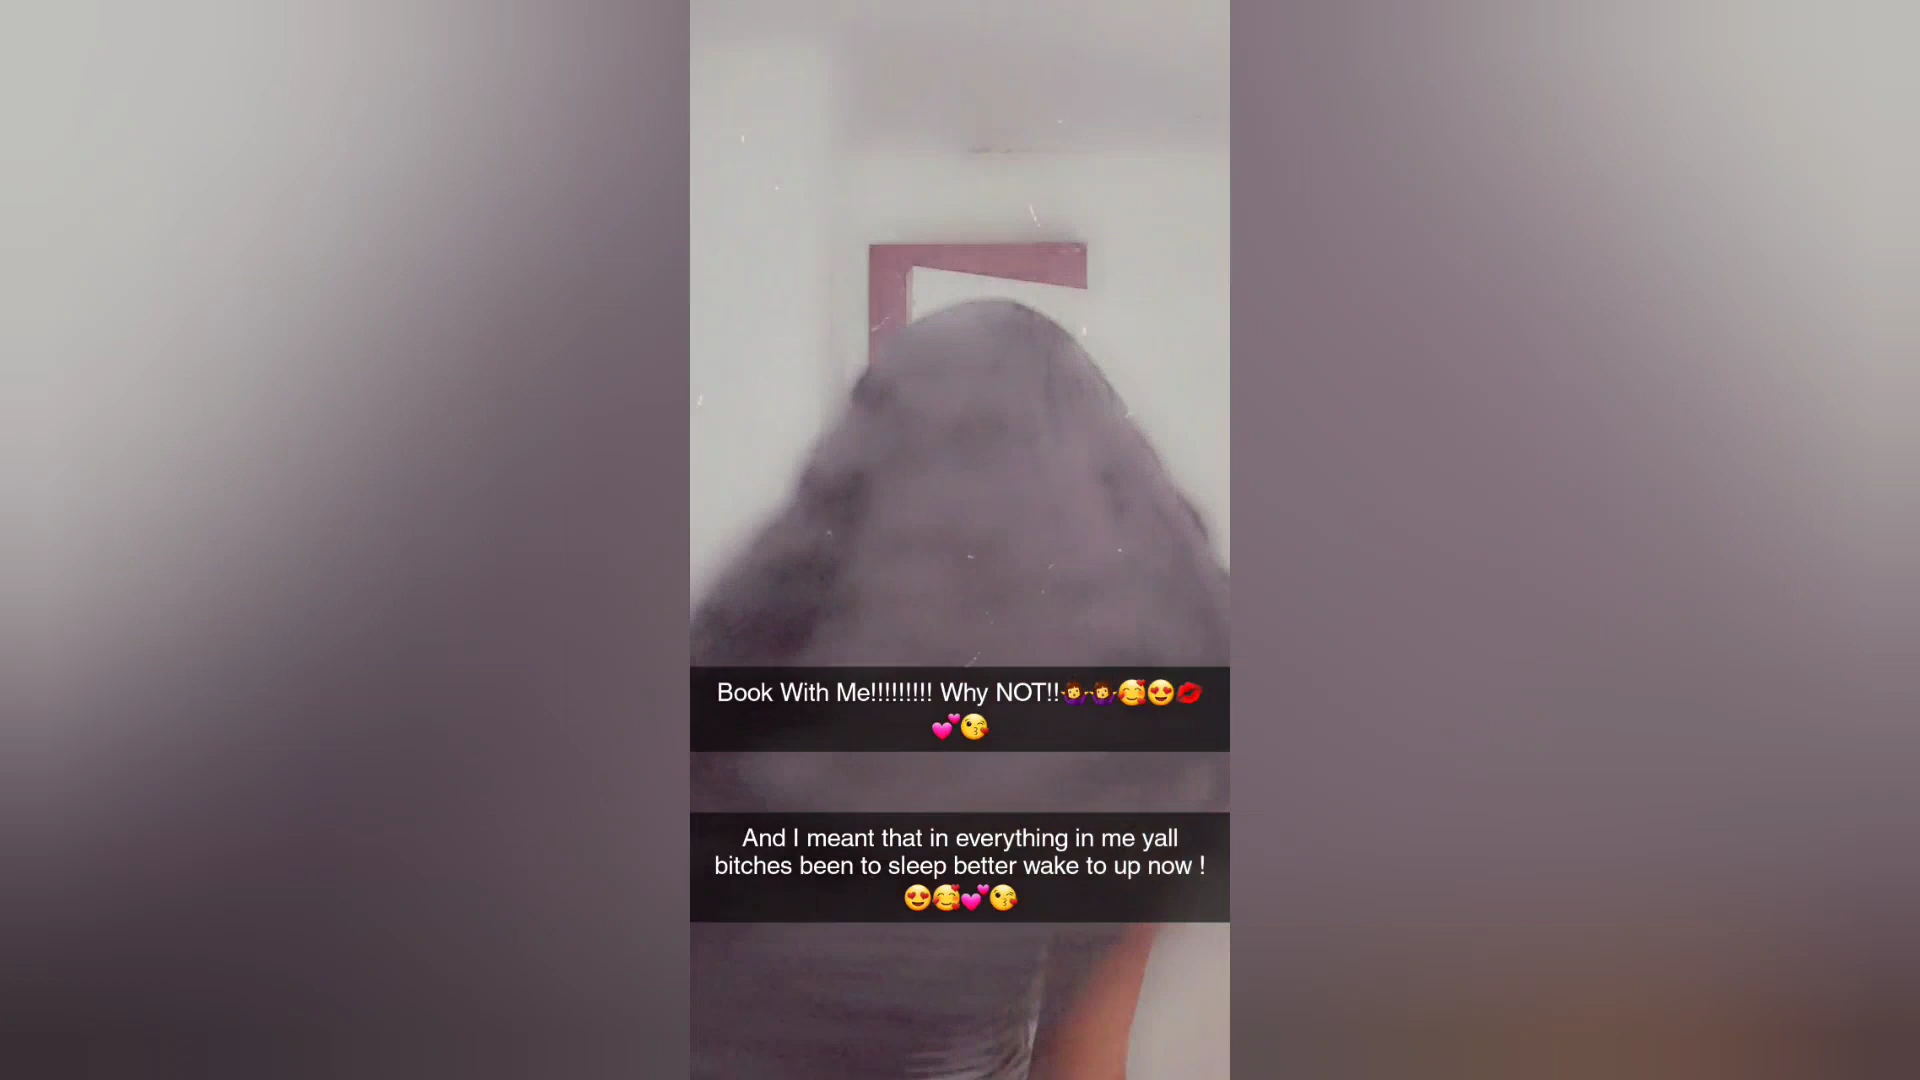 Book With Me!!!!!!!!! Why NOT!!🤷‍♀️🤷‍♀️🥰😍💋
💕😘
And I meant that in everything in me yall
bitches been to sleep better wake to up now !
😍🥰💕😘